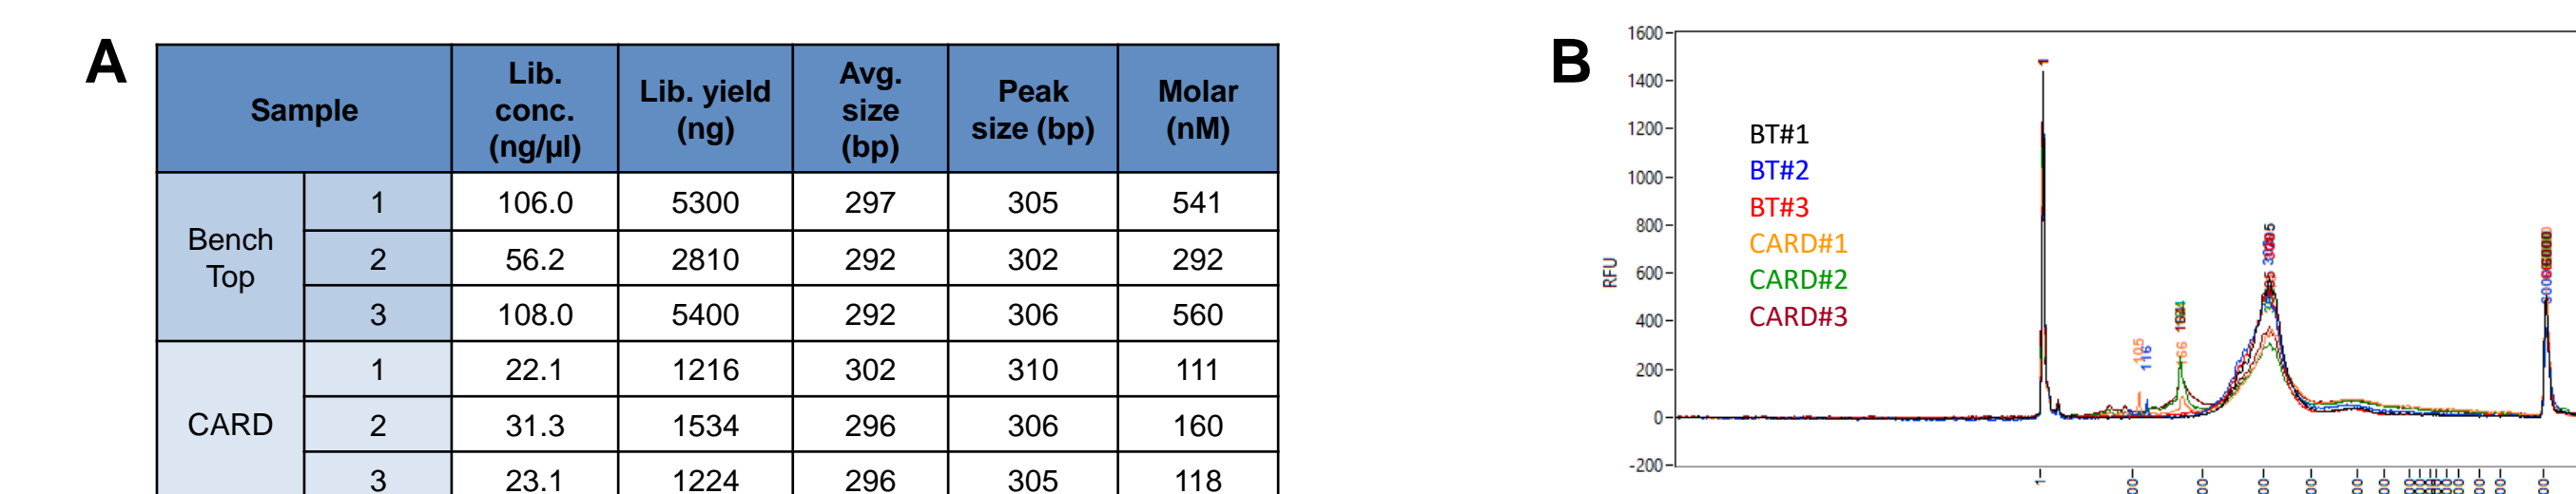 A
Sample
Lib. conc. (ng/µl)
Lib. yield (ng)
Avg. size (bp)
Peak size (bp)
Molar (nM)
Bench Top
1 106.0 5300 297 305 541
2 56.2 2810 292 302 292
3 108.0 5400 292 306 560
CARD
1 22.1 1216 302 310 111
2 31.3 1534 296 306 160
3 23.1 1224 296 305 118
B
RFU
1600
1400
1200
1000
800
600
400
200
0
-200
BT#1
BT#2
BT#3
CARD#1
CARD#2
CARD#3
1
105
116
166
1